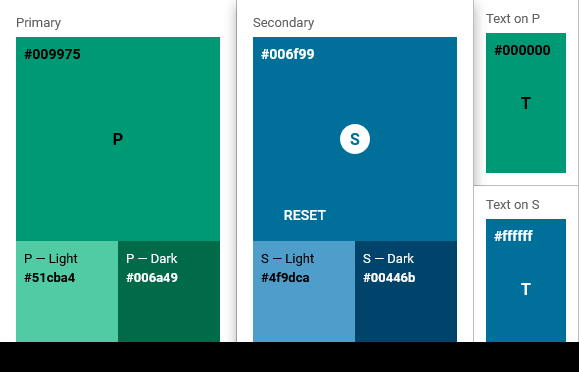 Primary
#009975
P
P — Light
#51cba4
P — Dark
#006a49
Secondary
#006f99
S
RESET
S — Light
#4f9dca
S — Dark
#00446b
Text on P
#000000
T
Text on S
#ffffff
T